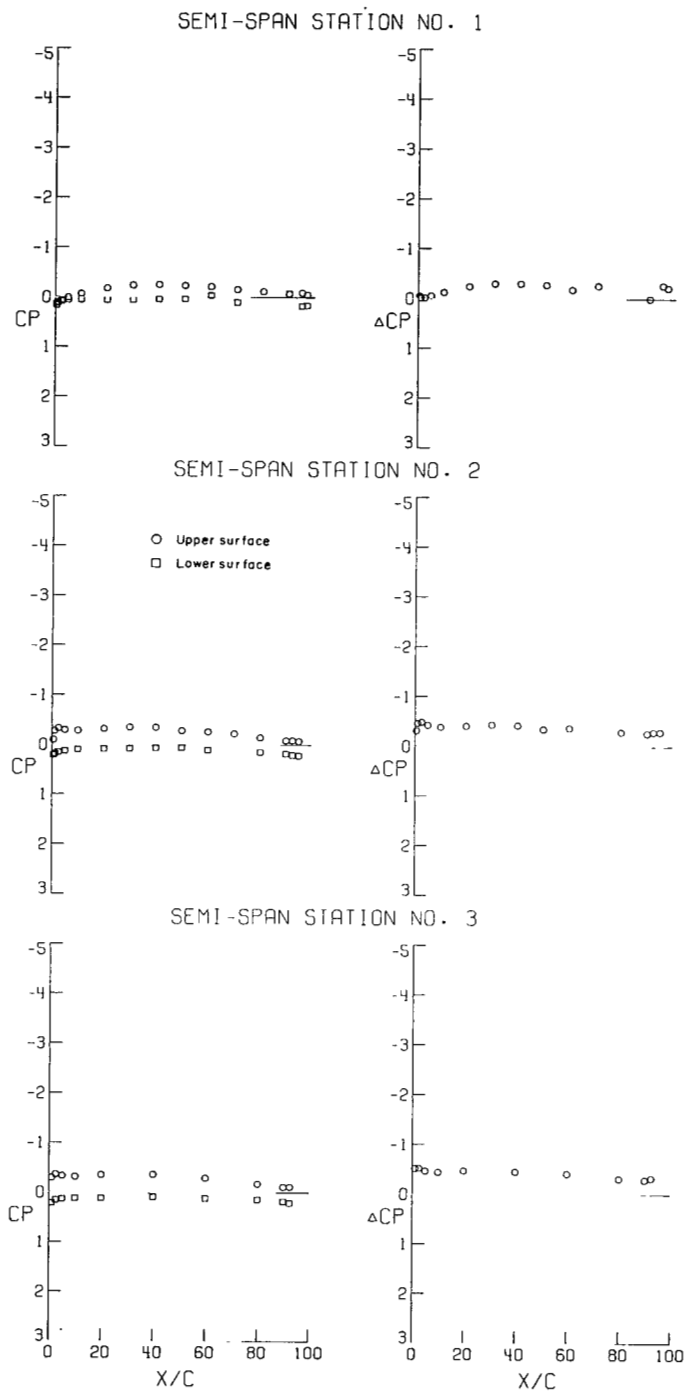 SEMI-SPAN STATION NO. 1
-5 -5
-4 -4
-3 -3
-2 -2
-1 -1
0 0
CP ΔCP
1 1
2 2
3 3
SEMI-SPAN STATION NO. 2
-5 -5
○ Upper surface
-4 -4
□ Lower surface
-3 -3
-2 -2
-1 -1
0 0
CP ΔCP
1 1
2 2
3 3
SEMI-SPAN STATION NO. 3
-5 -5
-4 -4
-3 -3
-2 -2
-1 -1
0 0
CP ΔCP
1 1
2 2
3 3
0 20 40 60 80 100 0 20 40 60 80 100
X/C X/C